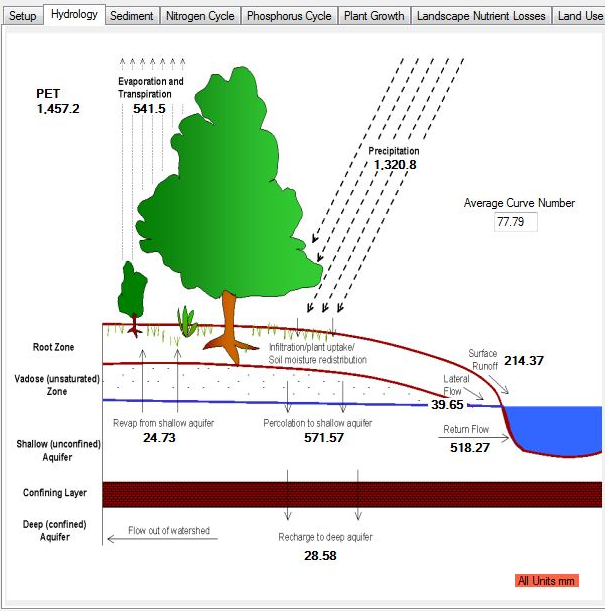 Setup Hydrology Sediment Nitrogen Cycle Phosphorus Cycle Plant Growth Landscape Nutrient Losses Land Use
PET
1,457.2
Evaporation and
Transpiration
541.5
Precipitation
1,320.8
Average Curve Number
77.79
Root Zone
Infiltration/plant uptake/
Soil moisture redistribution
Surface
Runoff
214.37
Vadose (unsaturated)
Zone
Lateral
Flow
39.65
Revap from shallow aquifer
24.73
Percolation to shallow aquifer
571.57
Return Flow
518.27
Shallow (unconfined)
Aquifer
Confining Layer
Deep (confined)
Aquifer
Flow out of watershed
Recharge to deep aquifer
28.58
All Units mm